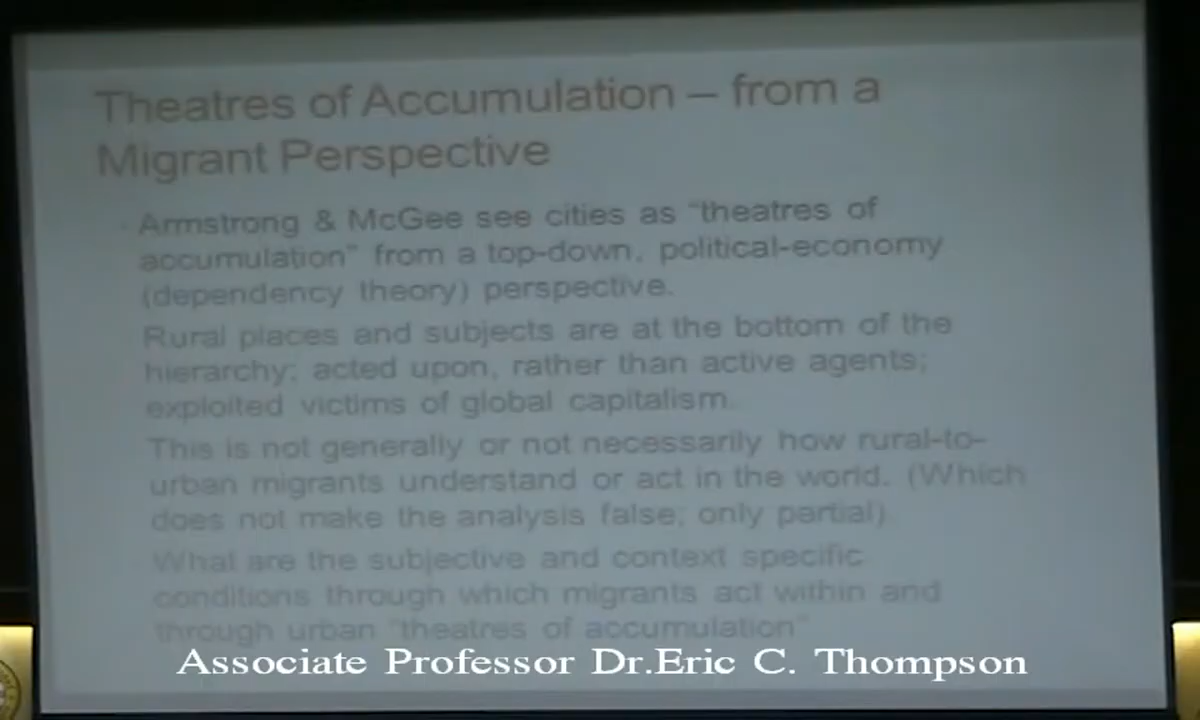 Theatres of Accumulation – from a
Migrant Perspective
Armstrong & McGee see cities as "theatres of
accumulation" from a top-down, political-economy
(dependency theory) perspective.
Rural places and subjects are at the bottom of the
hierarchy; acted upon, rather than active agents;
exploited victims of global capitalism.
This is not generally or not necessarily how rural-to-
urban migrants understand or act in the world. (Which
does not make the analysis false; only partial)
What are the subjective and context specific
conditions through which migrants act within and
through urban "theatres of accumulation"
Associate Professor Dr.Eric C. Thompson